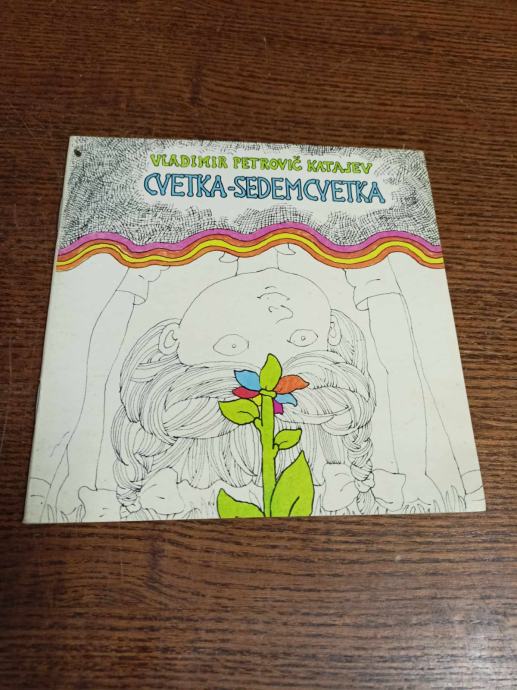 VLADIMIR PETROVIČ KATAJEV
CVETKA-SEDEMCVETKA